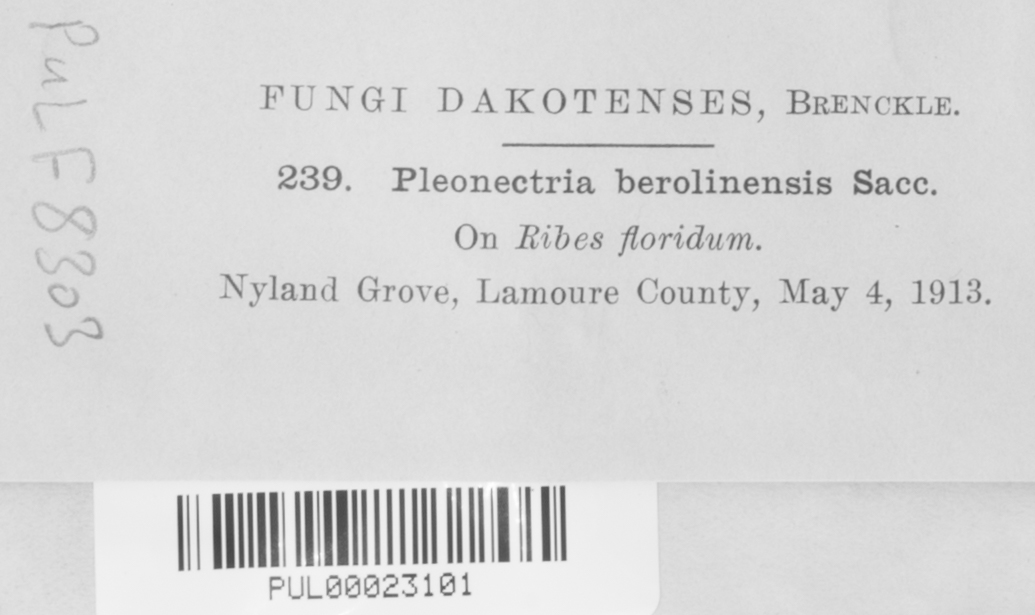 PUL F8303
FUNGI DAKOTENSES, BRENCKLE.
239. Pleonectria berolinensis Sacc.
On Ribes floridum.
Nyland Grove, Lamoure County, May 4, 1913.
PUL00023101